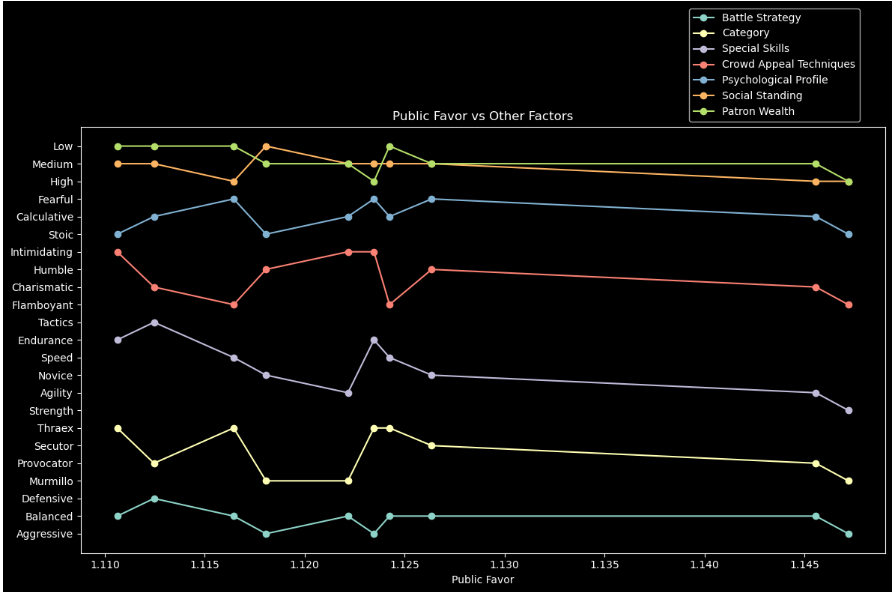 Battle Strategy
Category
Special Skills
Crowd Appeal Techniques
Psychological Profile
Social Standing
Patron Wealth
Public Favor vs Other Factors
Low
Medium
High
Fearful
Calculative
Stoic
Intimidating
Humble
Charismatic
Flamboyant
Tactics
Endurance
Speed
Novice
Agility
Strength
Thraex
Secutor
Provocator
Murmillo
Defensive
Balanced
Aggressive
1.110 1.115 1.120 1.125 1.130 1.135 1.140 1.145
Public Favor